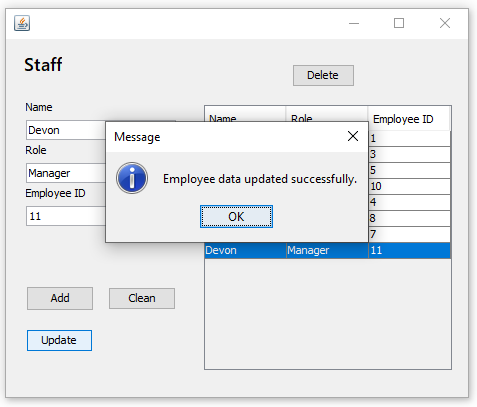 Staff
Delete
Name
Devon
Role
Manager
Employee ID
11
Name Role Employee ID
1
3
5
10
4
8
7
Devon Manager 11
Message
Employee data updated successfully.
OK
Add
Clean
Update